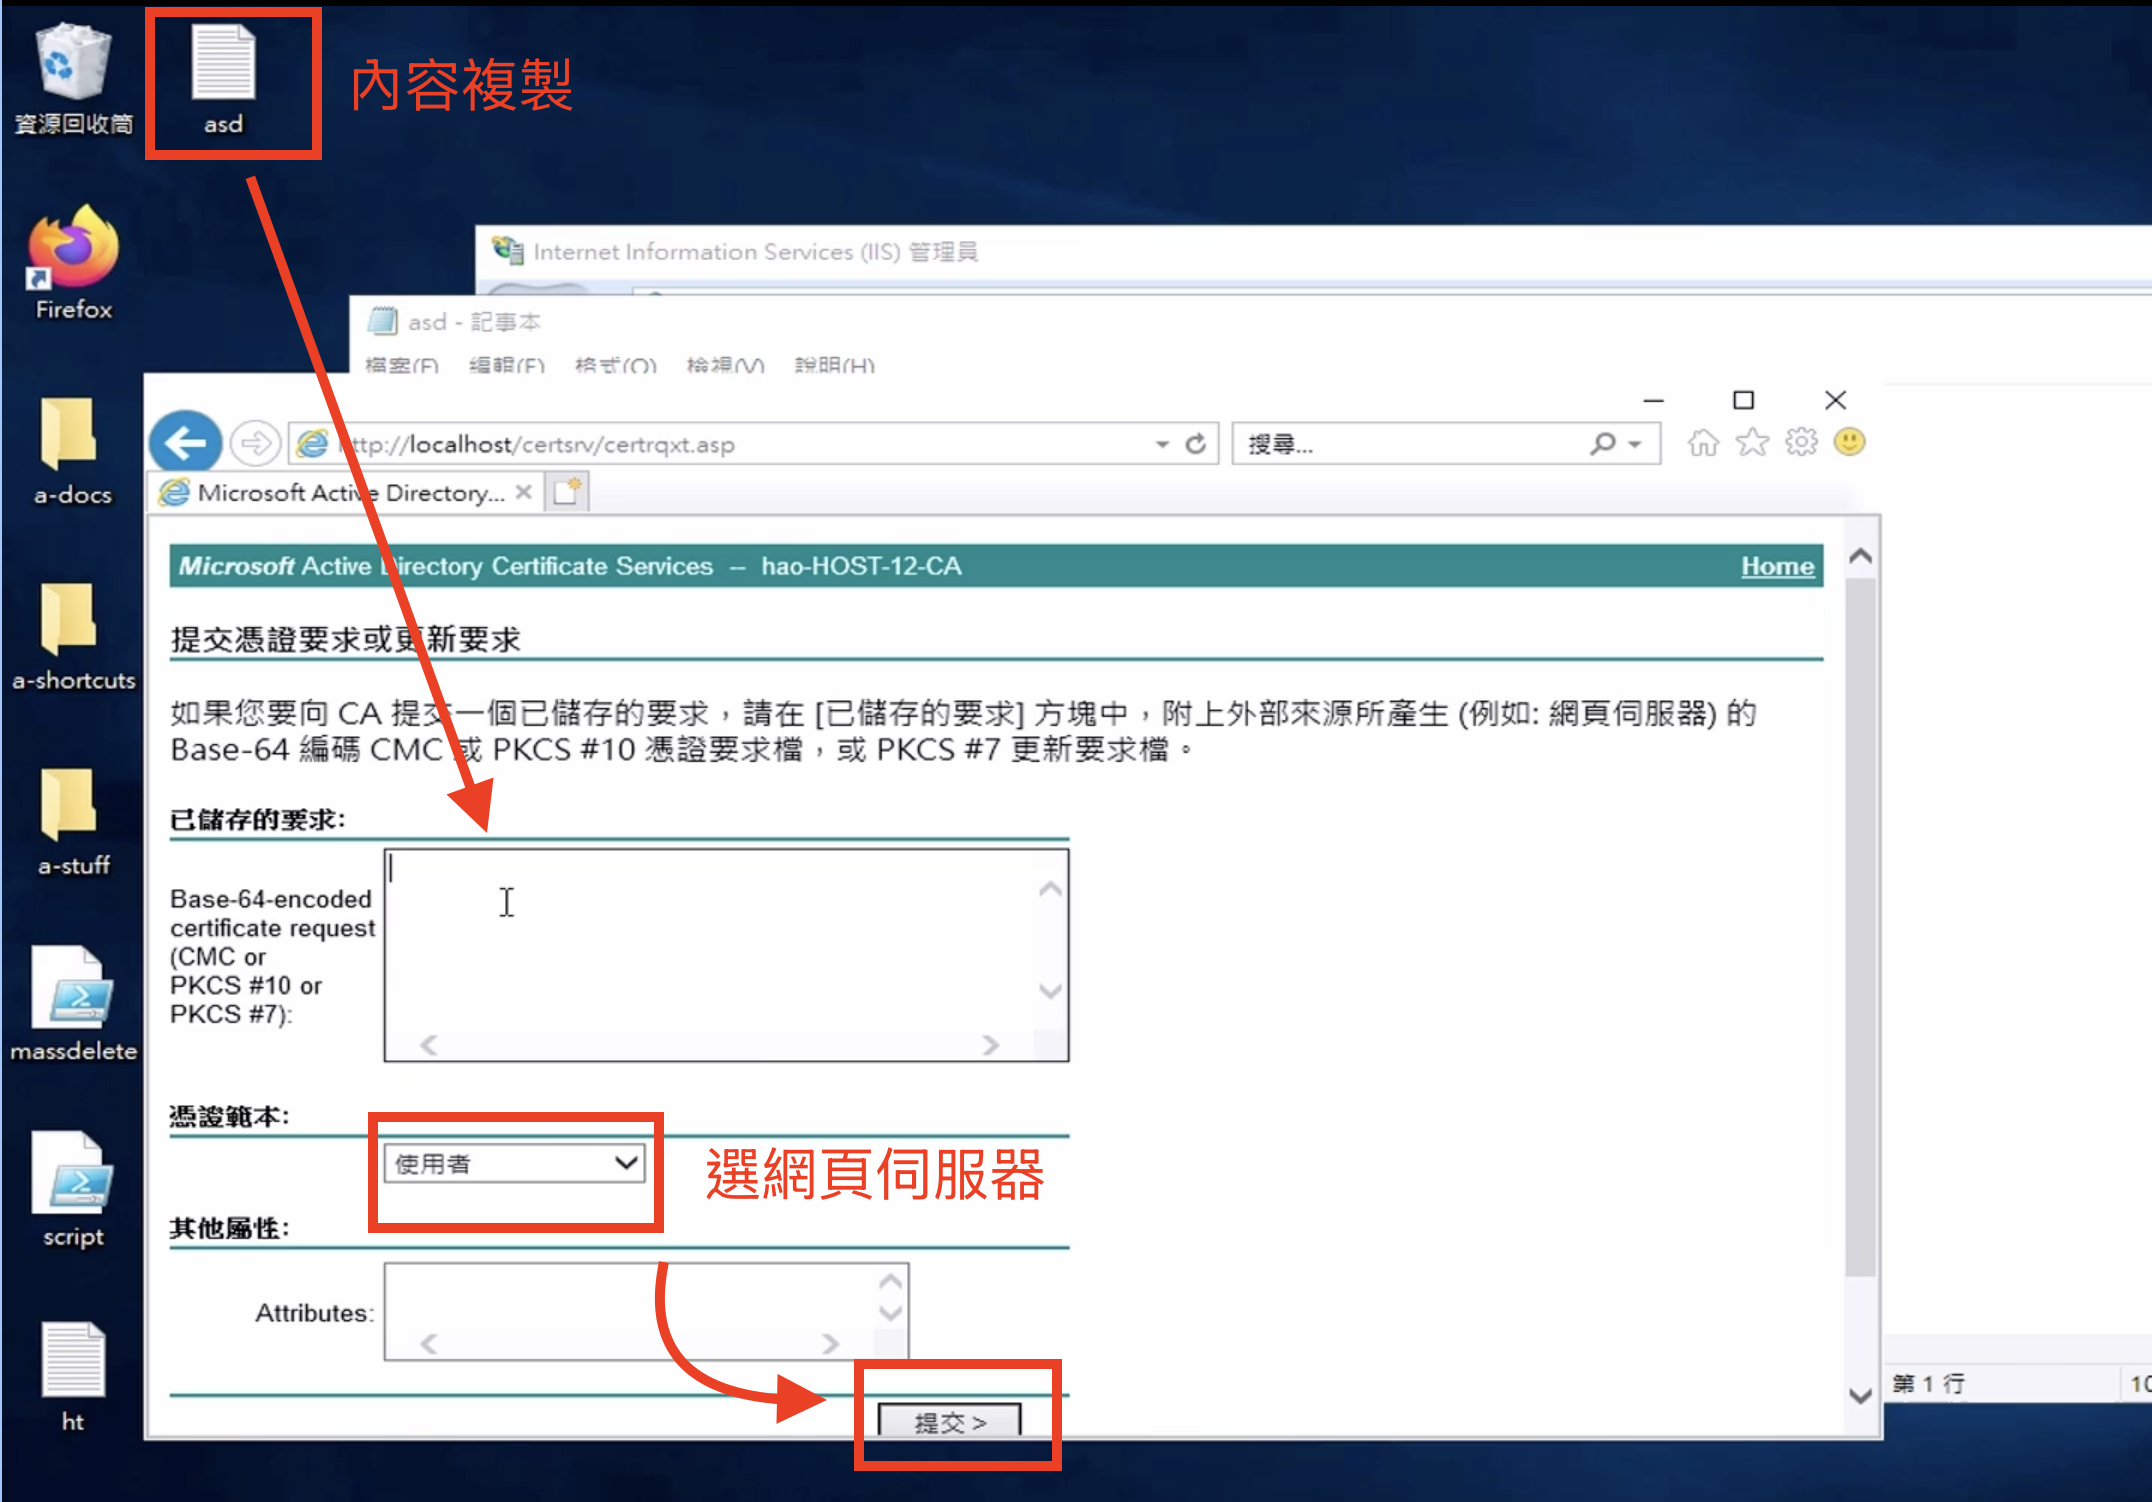 資源回收筒
asd
內容複製
Firefox
Internet Information Services (IIS) 管理員
asd - 記事本
檔案(F) 編輯(E) 格式(O) 檢視(V) 說明(H)
a-docs
http://localhost/certsrv/certrqxt.asp
搜尋...
Microsoft Active Directory...
Microsoft Active Directory Certificate Services -- hao-HOST-12-CA
Home
提交憑證要求或更新要求
a-shortcuts
如果您要向 CA 提交一個已儲存的要求，請在 [已儲存的要求] 方塊中，附上外部來源所產生 (例如: 網頁伺服器) 的
Base-64 編碼 CMC 或 PKCS #10 憑證要求檔，或 PKCS #7 更新要求檔。
已儲存的要求:
a-stuff
Base-64-encoded
certificate request
(CMC or
PKCS #10 or
PKCS #7):
massdelete
憑證範本:
使用者
選網頁伺服器
其他屬性:
script
Attributes:
提交 >
第 1 行
10
ht